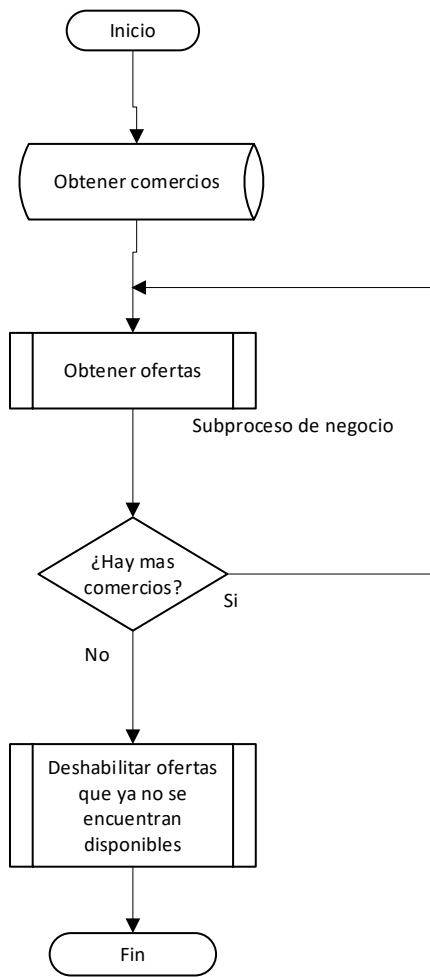 Inicio
Obtener comercios
Obtener ofertas
Subproceso de negocio
¿Hay mas
comercios?
Si
No
Deshabilitar ofertas
que ya no se
encuentran
disponibles
Fin